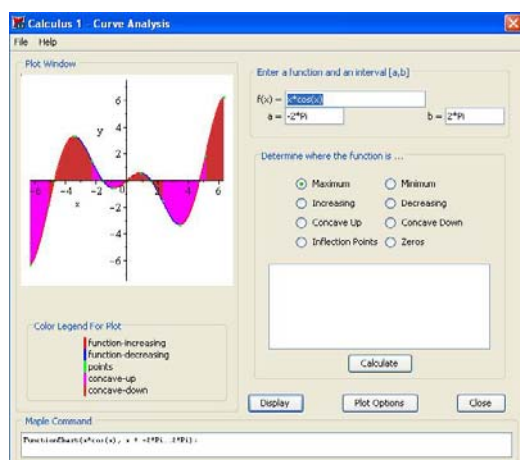 Calculus 1 - Curve Analysis
File Help
Plot Window
6
4
2
-2
-4
-6
-4
-2
2
4
6
y
x
Color Legend For Plot
function-increasing
function-decreasing
points
concave-up
concave-down
Enter a function and an interval [a,b]
f(x) = x*cos(x)
a = -2*Pi b = 2*Pi
Determine where the function is ...
Maximum Minimum
Increasing Decreasing
Concave Up Concave Down
Inflection Points Zeros
Calculate
Display Plot Options Close
Maple Command
FunctionChart(x*cos(x), x = -2*Pi..2*Pi);